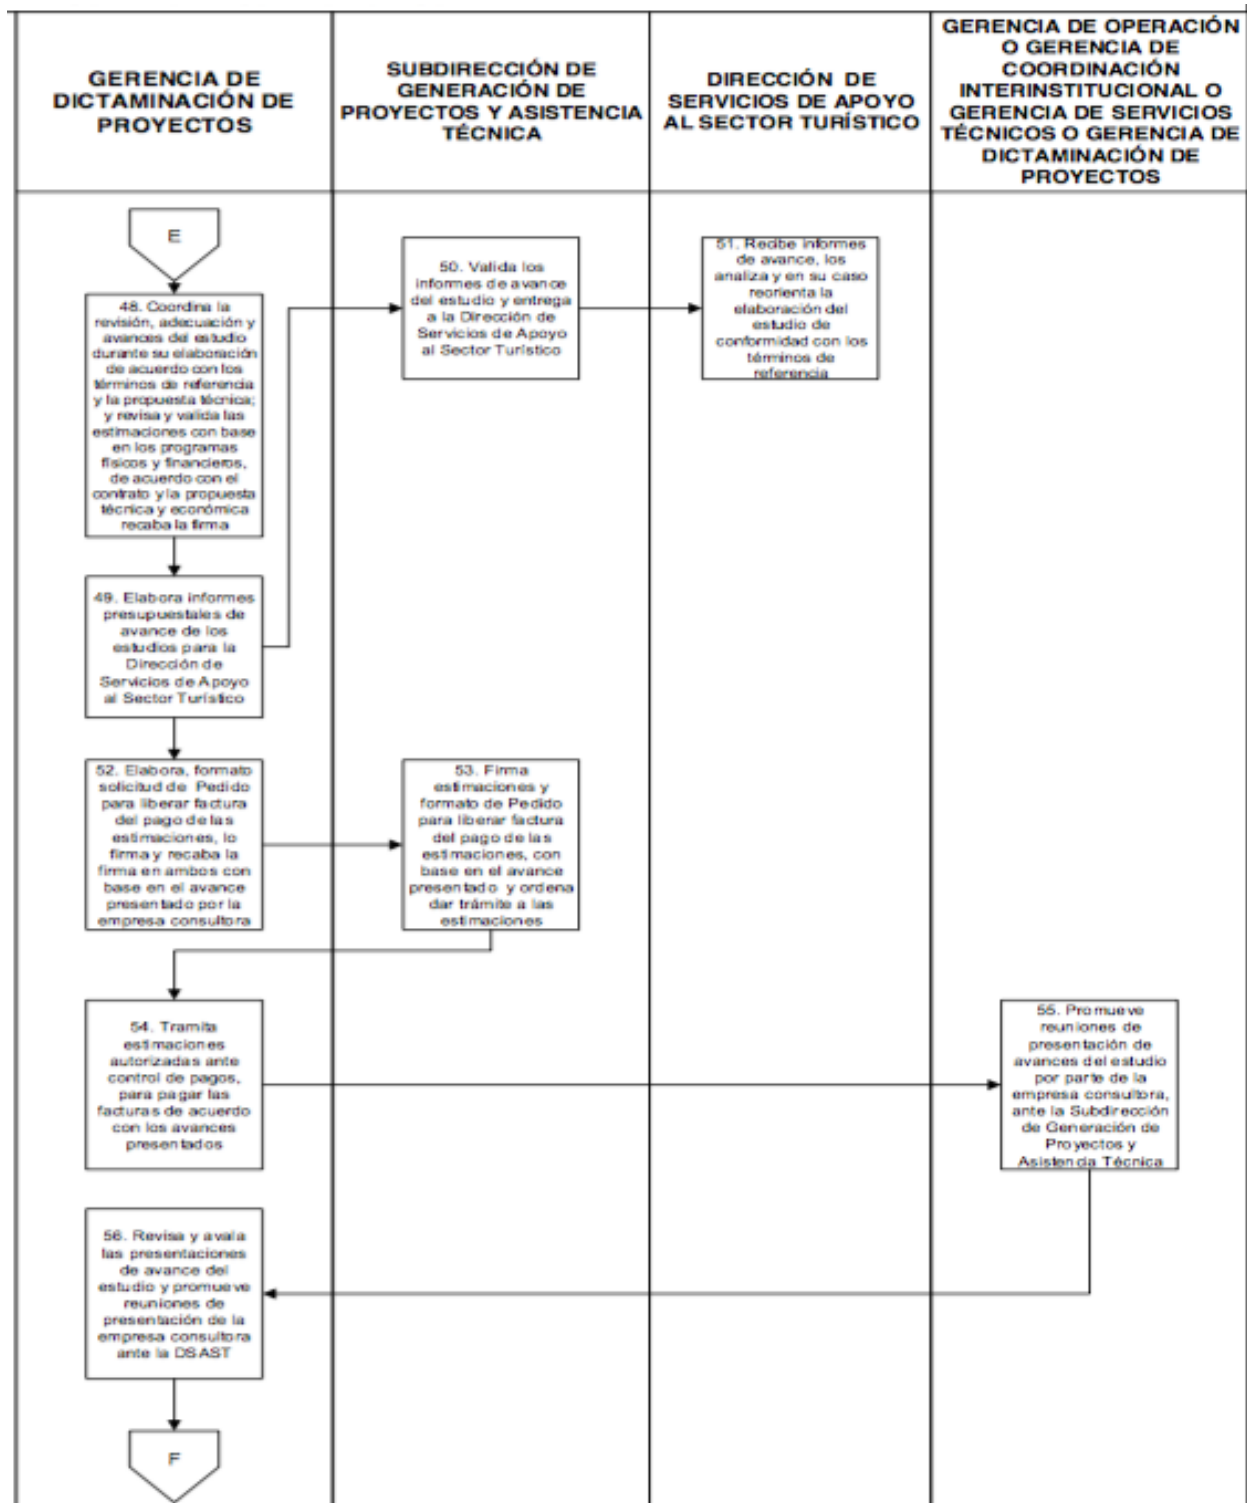 GERENCIA DE
DICTAMINACIÓN DE
PROYECTOS
SUBDIRECCIÓN DE
GENERACIÓN DE
PROYECTOS Y ASISTENCIA
TÉCNICA
DIRECCIÓN DE
SERVICIOS DE APOYO
AL SECTOR TURÍSTICO
GERENCIA DE OPERACIÓN
O GERENCIA DE
COORDINACIÓN
INTERINSTITUCIONAL O
GERENCIA DE SERVICIOS
TÉCNICOS O GERENCIA DE
DICTAMINACIÓN DE
PROYECTOS
E
48. Coordina la
revisión, adecuación y
avances del estudio
durante su elaboración
de acuerdo con los
términos de referencia
y la propuesta técnica;
y revisa y valida las
estimaciones con base
en los programas
físicos y financieros,
de acuerdo con el
contrato y la propuesta
técnica y económica
recaba la firma
49. Elabora informes
presupuestales de
avance de los
estudios para la
Dirección de
Servicios de Apoyo
al Sector Turístico
50. Valida los
informes de avance
del estudio y entrega
a la Dirección de
Servicios de Apoyo
al Sector Turístico
51. Recibe informes
de avance, los
analiza y en su caso
reorienta la
elaboración del
estudio de
conformidad con los
términos de
referencia
52. Elabora, formato
solicitud de Pedido
para liberar factura
del pago de las
estimaciones, lo
firma y recaba la
firma en ambos con
base en el avance
presentado por la
empresa consultora
53. Firma
estimaciones y
formato de Pedido
para liberar factura
del pago de las
estimaciones, con
base en el avance
presentado y ordena
dar trámite a las
estimaciones
54. Tramita
estimaciones
autorizadas ante
control de pagos,
para pagar las
facturas de acuerdo
con los avances
presentados
55. Promueve
reuniones de
presentación de
avances del estudio
por parte de la
empresa consultora,
ante la Subdirección
de Generación de
Proyectos y
Asistencia Técnica
56. Revisa y avala
las presentaciones
de avance del
estudio y promueve
reuniones de
presentación de la
empresa consultora
ante la DSAST
F